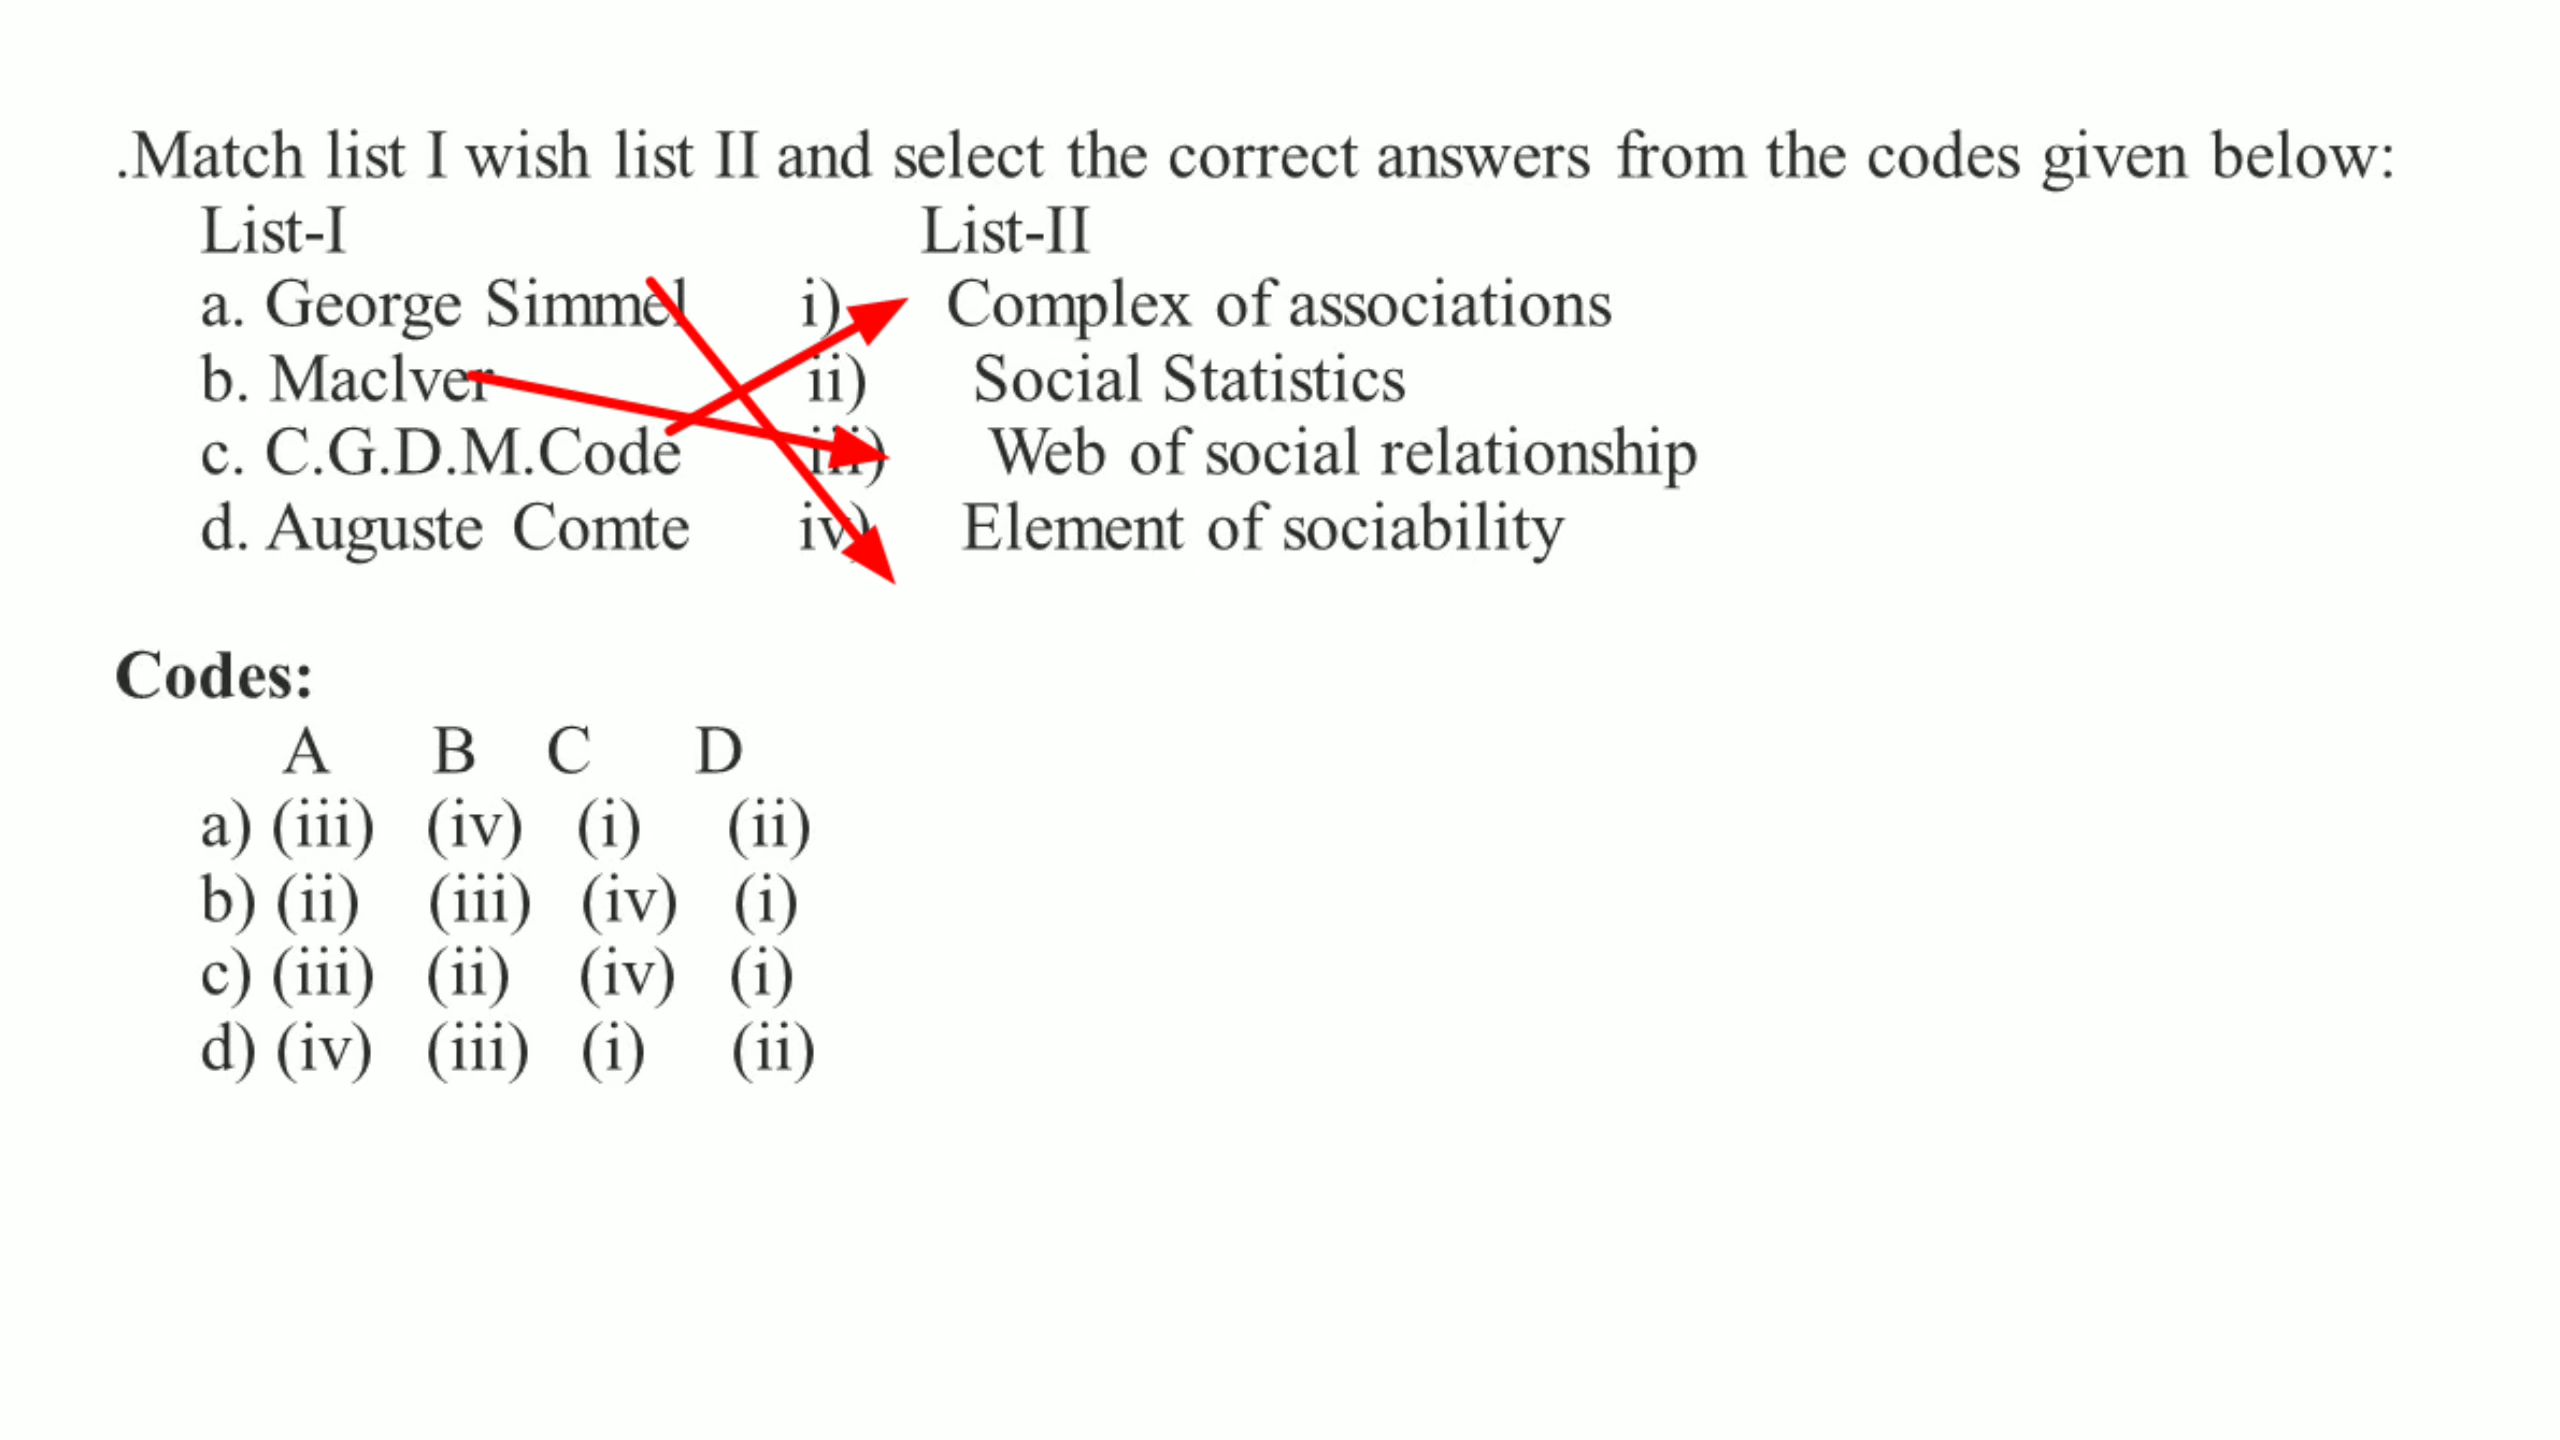 .Match list I wish list II and select the correct answers from the codes given below:
List-I List-II
a. George Simmel i) Complex of associations
b. Maclver ii) Social Statistics
c. C.G.D.M.Code iii) Web of social relationship
d. Auguste Comte iv) Element of sociability
Codes:
A B C D
a) (iii) (iv) (i) (ii)
b) (ii) (iii) (iv) (i)
c) (iii) (ii) (iv) (i)
d) (iv) (iii) (i) (ii)